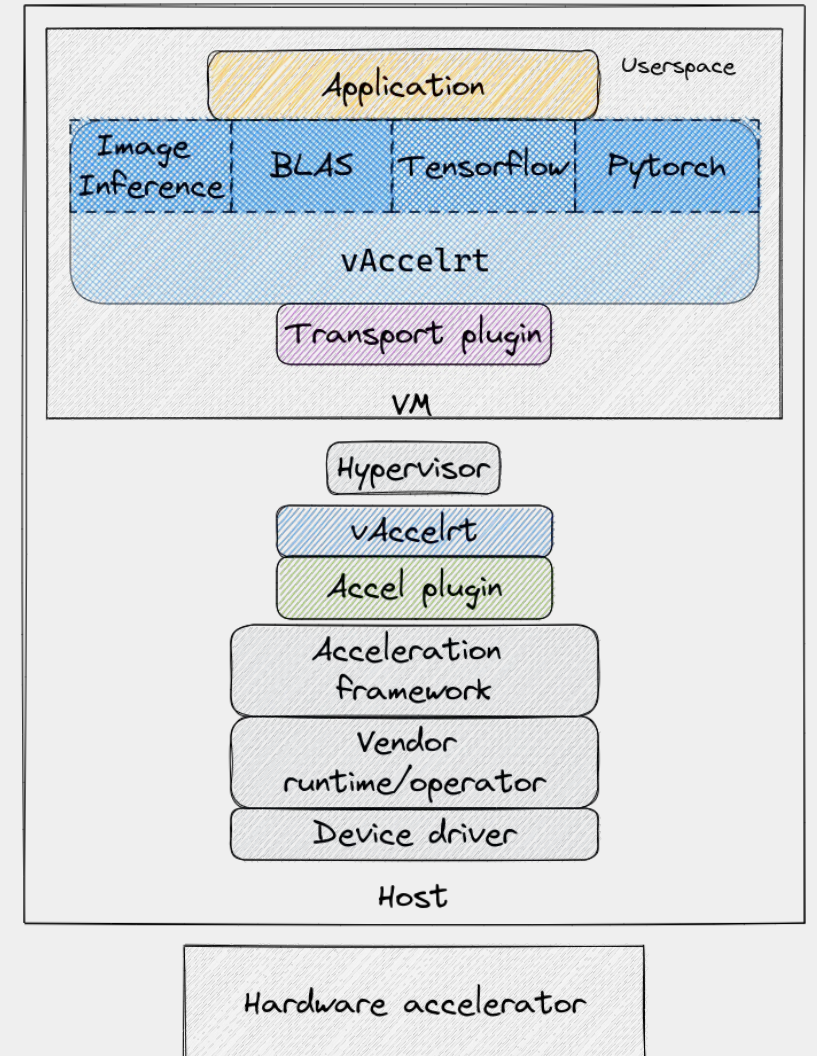 Application
Userspace
Image
Inference
BLAS
Tensorflow
Pytorch
vAccelrt
Transport plugin
VM
Hypervisor
vAccelrt
Accel plugin
Acceleration
framework
Vendor
runtime/operator
Device driver
Host
Hardware accelerator